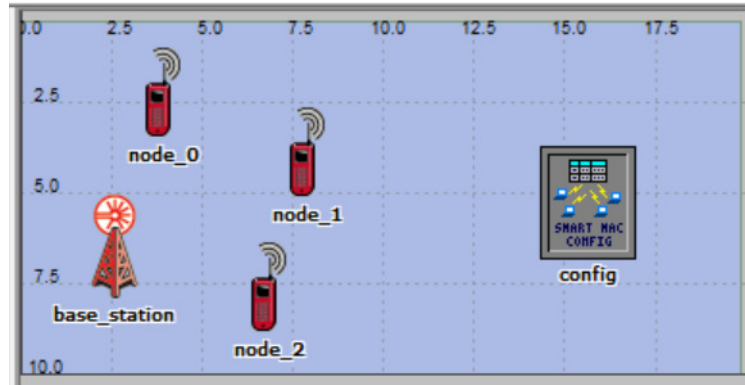 0.0 2.5 5.0 7.5 10.0 12.5 15.0 17.5
2.5
node_0
5.0
node_1
SMART MAC
CONFIG
config
7.5
base_station
node_2
10.0